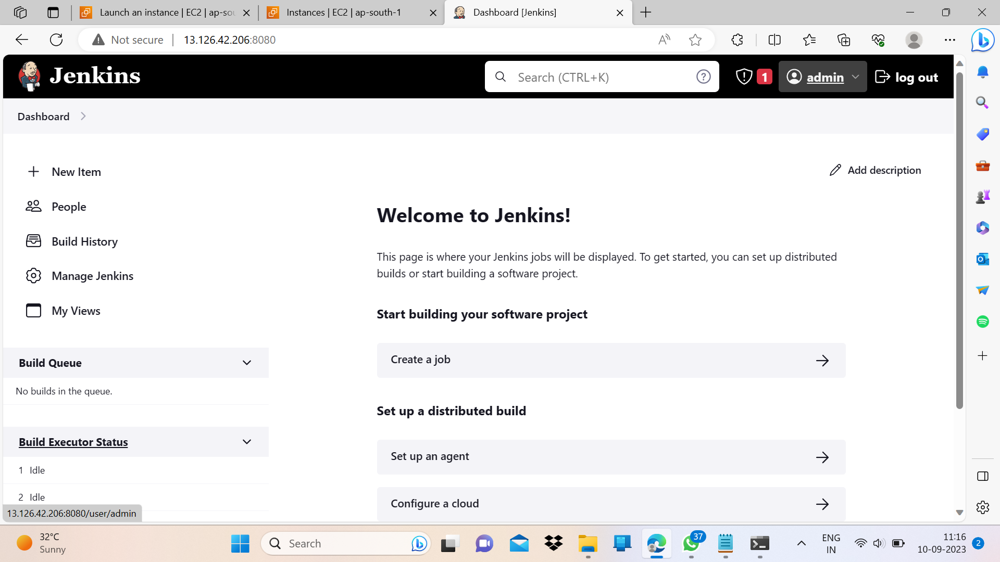 Launch an instance | EC2 | ap-sou
Instances | EC2 | ap-south-1
Dashboard [Jenkins]
Not secure
13.126.42.206:8080
Jenkins
Search (CTRL+K)
1
admin
log out
Dashboard
New Item
People
Build History
Manage Jenkins
My Views
Build Queue
No builds in the queue.
Build Executor Status
1 Idle
2 Idle
13.126.42.206:8080/user/admin
Add description
Welcome to Jenkins!
This page is where your Jenkins jobs will be displayed. To get started, you can set up distributed
builds or start building a software project.
Start building your software project
Create a job
Set up a distributed build
Set up an agent
Configure a cloud
32°C
Sunny
Search
37
ENG
IN
11:16
10-09-2023
2